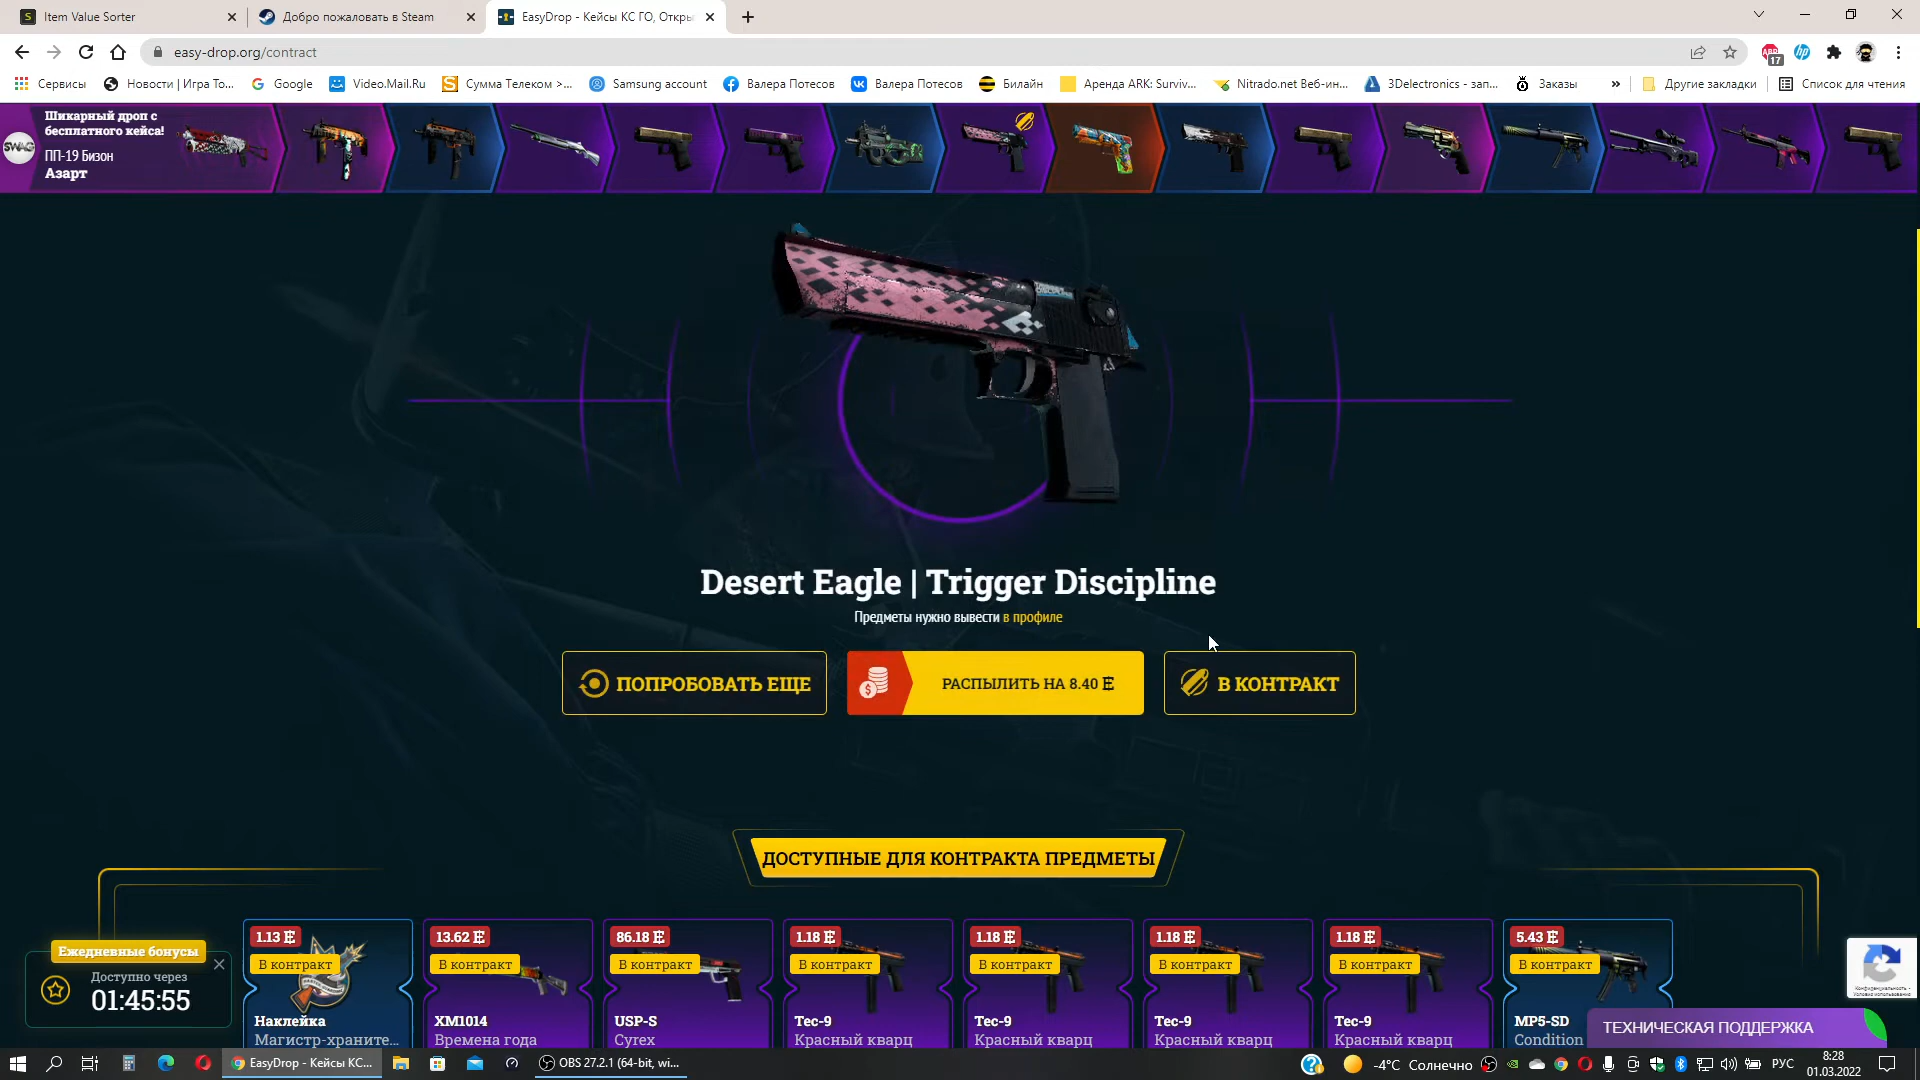 Item Value Sorter
Добро пожаловать в Steam
EasyDrop - Кейсы КС ГО, Откры
easy-drop.org/contract
17
Сервисы
Новости | Игра To...
Google
Video.Mail.Ru
Сумма Телеком >...
Samsung account
Валера Потесов
Валера Потесов
Билайн
Аренда ARK: Surviv...
Nitrado.net Веб-ин...
3Delectronics - зап...
Заказы
»
Другие закладки
Список для чтения
SWAG
Шикарный дроп с
бесплатного кейса!
ПП-19 Бизон
Азарт
Desert Eagle | Trigger Discipline
Предметы нужно вывести в профиле
ПОПРОБОВАТЬ ЕЩЕ
РАСПЫЛИТЬ НА 8.40
В КОНТРАКТ
ДОСТУПНЫЕ ДЛЯ КОНТРАКТА ПРЕДМЕТЫ
1.13
В контракт
Наклейка
Магистр-храните...
13.62
В контракт
XM1014
Времена года
86.18
В контракт
USP-S
Cyrex
1.18
В контракт
Tec-9
Красный кварц
1.18
В контракт
Tec-9
Красный кварц
1.18
В контракт
Tec-9
Красный кварц
1.18
В контракт
Tec-9
Красный кварц
5.43
В контракт
MP5-SD
Condition
Ежедневные бонусы
Доступно через
01:45:55
Конфиденциальность -
Условия использования
ТЕХНИЧЕСКАЯ ПОДДЕРЖКА
EasyDrop - Кейсы КС...
OBS 27.2.1 (64-bit, wi...
-4°C Солнечно
РУС
8:28
01.03.2022